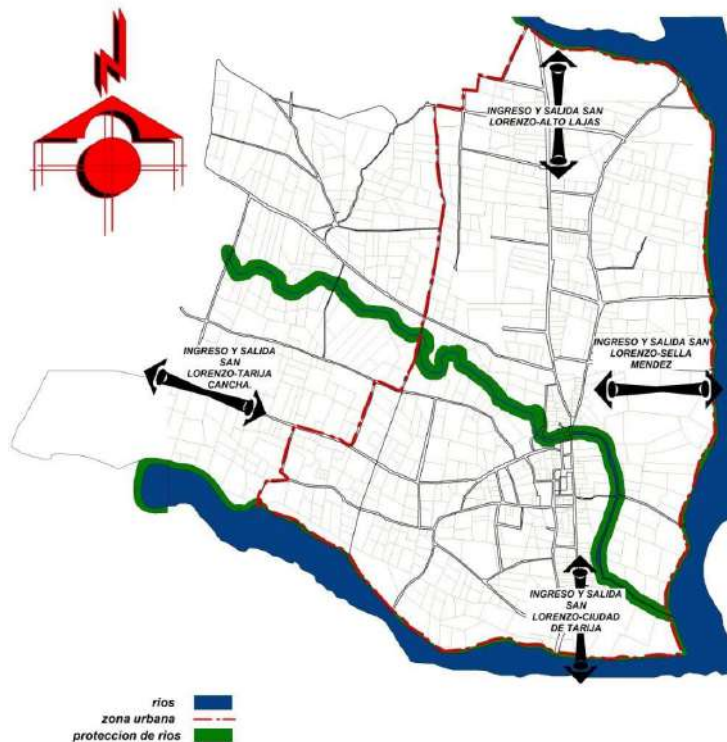 INGRESO Y SALIDA SAN
LORENZO-ALTO LAJAS
INGRESO Y SALIDA
SAN
LORENZO-TARIJA
CANCHA.
INGRESO Y SALIDA SAN
LORENZO-SELLA
MENDEZ
INGRESO Y SALIDA
SAN
LORENZO-CIUDAD
DE TARIJA
rios
zona urbana
proteccion de rios